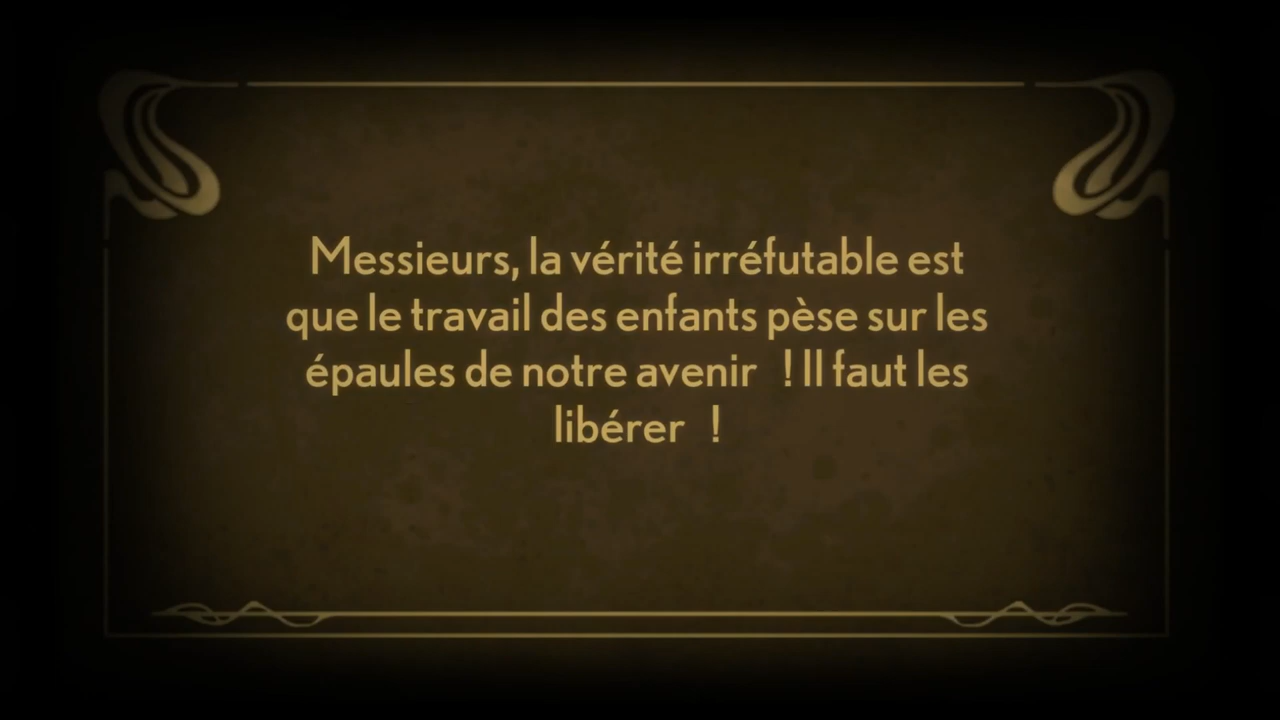 Messieurs, la vérité irréfutable est
que le travail des enfants pèse sur les
épaules de notre avenir  ! Il faut les
libérer  !